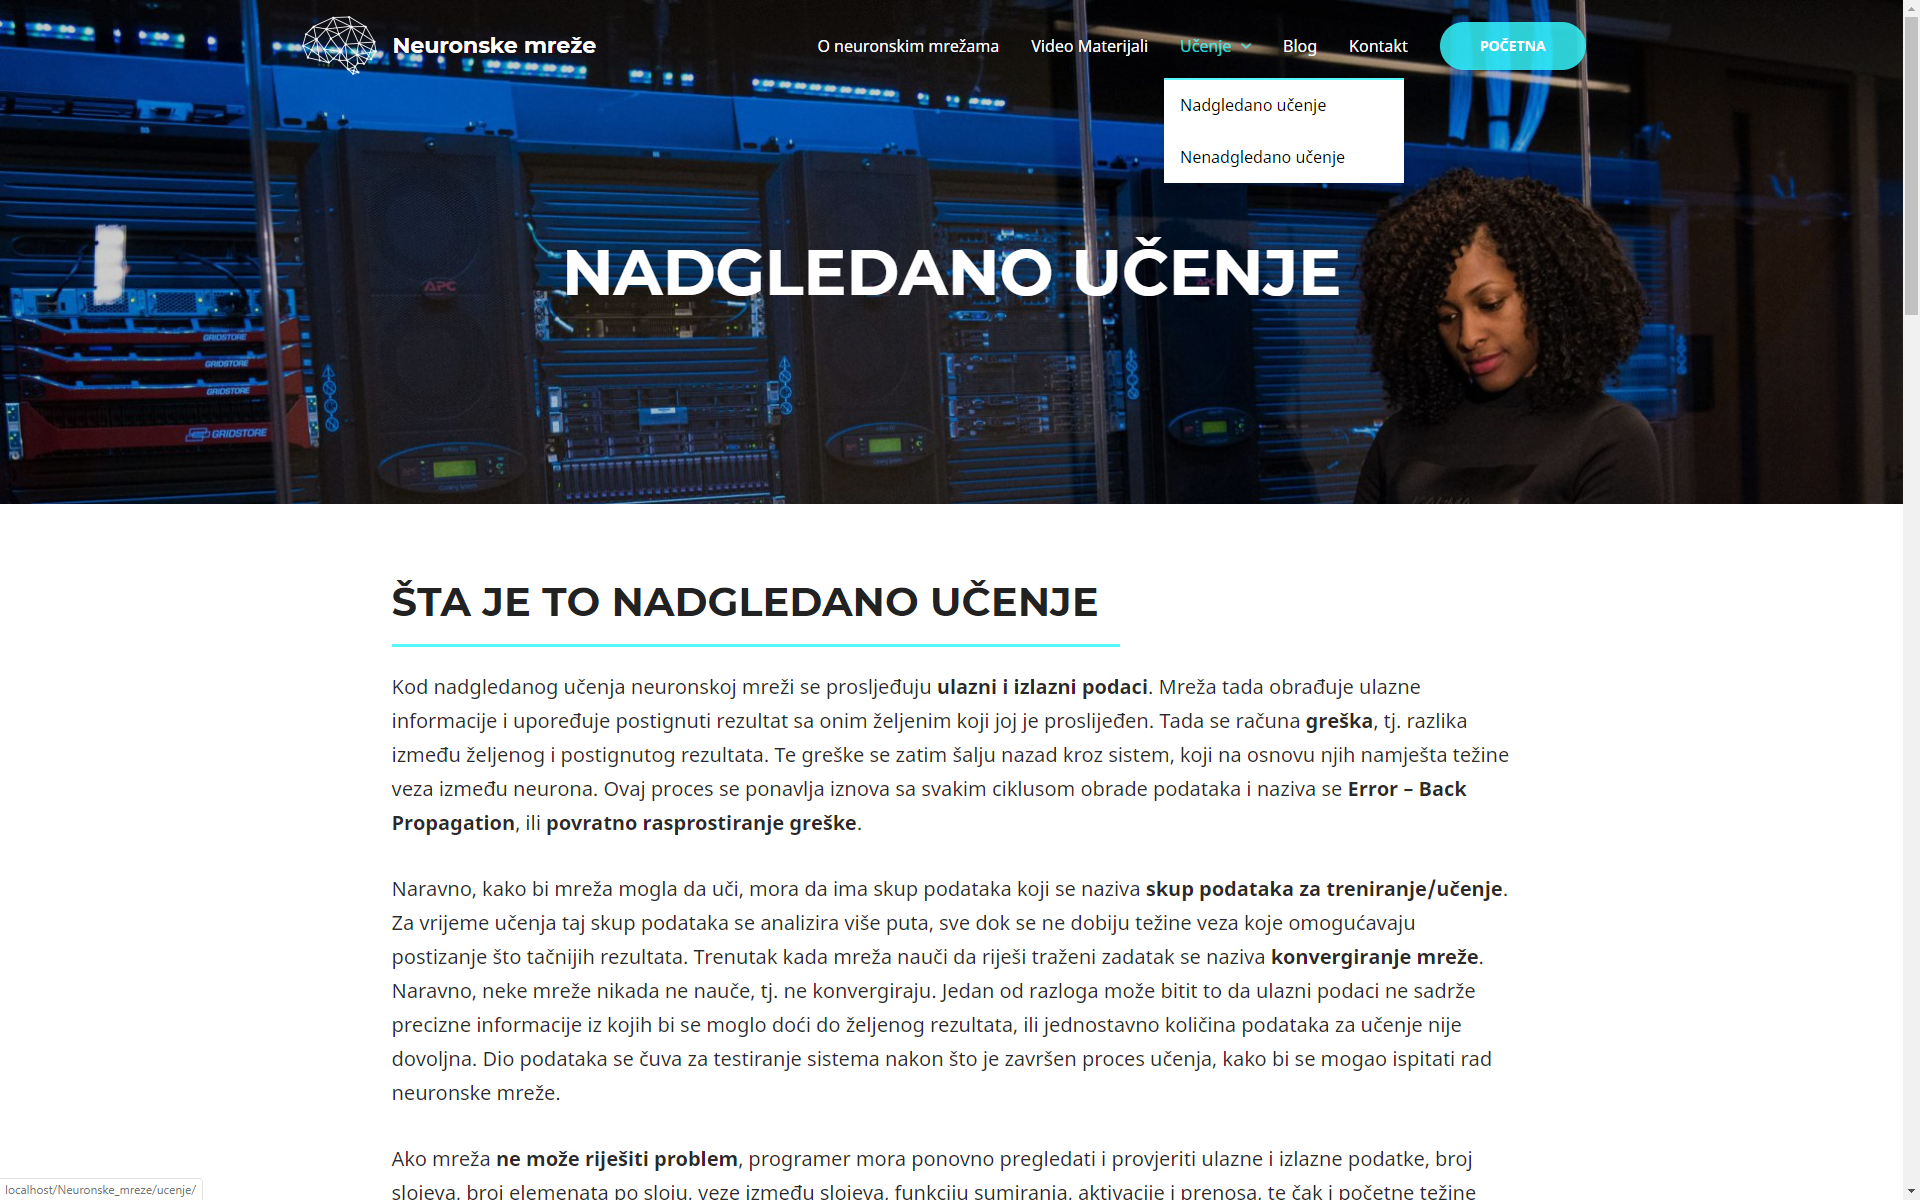 Neuronske mreže
O neuronskim mrežama
Video Materijali
Učenje
Blog
Kontakt
POČETNA
Nadgledano učenje
Nenadgledano učenje
NADGLEDANO UČENJE
APC
GRIDSTORE
GRIDSTORE
GRIDSTORE
GRIDSTORE
ŠTA JE TO NADGLEDANO UČENJE
Kod nadgledanog učenja neuronskoj mreži se prosljeđuju ulazni i izlazni podaci. Mreža tada obrađuje ulazne
informacije i upoređuje postignuti rezultat sa onim željenim koji joj je proslijeđen. Tada se računa greška, tj. razlika
između željenog i postignutog rezultata. Te greške se zatim šalju nazad kroz sistem, koji na osnovu njih namješta težine
veza između neurona. Ovaj proces se ponavlja iznova sa svakim ciklusom obrade podataka i naziva se Error – Back
Propagation, ili povratno rasprostiranje greške.
Naravno, kako bi mreža mogla da uči, mora da ima skup podataka koji se naziva skup podataka za treniranje/učenje.
Za vrijeme učenja taj skup podataka se analizira više puta, sve dok se ne dobiju težine veza koje omogućavaju
postizanje što tačnijih rezultata. Trenutak kada mreža nauči da riješi traženi zadatak se naziva konvergiranje mreže.
Naravno, neke mreže nikada ne nauče, tj. ne konvergiraju. Jedan od razloga može bitit to da ulazni podaci ne sadrže
precizne informacije iz kojih bi se moglo doći do željenog rezultata, ili jednostavno količina podataka za učenje nije
dovoljna. Dio podataka se čuva za testiranje sistema nakon što je završen proces učenja, kako bi se mogao ispitati rad
neuronske mreže.
Ako mreža ne može riješiti problem, programer mora ponovno pregledati i provjeriti ulazne i izlazne podatke, broj
slojeva, broj elemenata po sloju, veze između slojeva, funkciju sumiranja, aktivacije i prenosa, te čak i početne težine
localhost/Neuronske_mreze/ucenje/